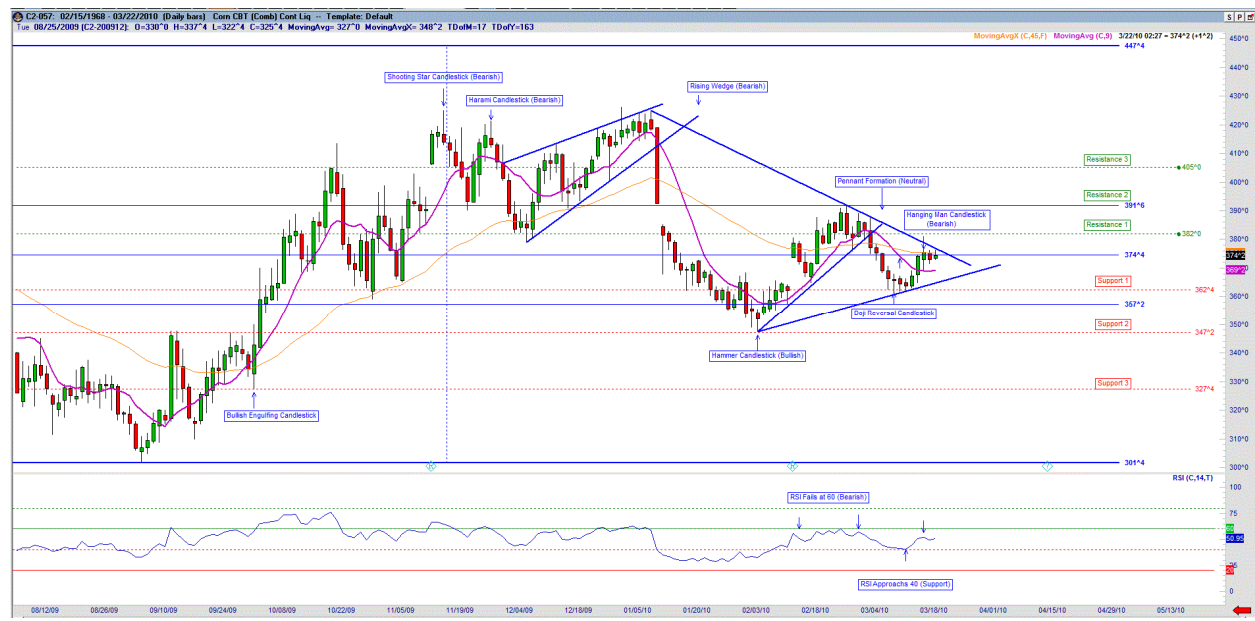 C2-057: 02/15/1968 - 03/22/2010 (Daily bars) Corn CBT (Comb) Cont Liq -- Template: Default
S P
Tue 08/25/2009 (C2-200912): O=330^0 H=337^4 L=322^4 C=325^4 MovingAvg= 327^0 MovingAvgX= 348^2 TDofM=17 TDofY=163
MovingAvgX (C,45,F) MovingAvg (C,9) 3/22/10 02:27 = 374^2 (+1^2)
450^0
447^4
440^0
Shooting Star Candlestick (Bearish)
Rising Wedge (Bearish)
430^0
Harami Candlestick (Bearish)
420^0
410^0
Resistance 3
405^0
400^0
Pennant Formation (Neutral)
Resistance 2
391^6
390^0
Hanging Man Candlestick
(Bearish)
Resistance 1
382^0
380^0
374^4
374^2
369^2
Support 1
362^4
360^0
357^2
Doji Reversal Candlestick
350^0
Support 2
347^2
340^0
Hammer Candlestick (Bullish)
330^0
Support 3
327^4
Bullish Engulfing Candlestick
320^0
310^0
301^4
300^0
RSI (C,14,T)
100
RSI Fails at 60 (Bearish)
75
60
50.95
25
20
RSI Approachs 40 (Support)
0
08/12/09 08/26/09 09/10/09 09/24/09 10/08/09 10/22/09 11/05/09 11/19/09 12/04/09 12/18/09 01/05/10 01/20/10 02/03/10 02/18/10 03/04/10 03/18/10 04/01/10 04/15/10 04/29/10 05/13/10